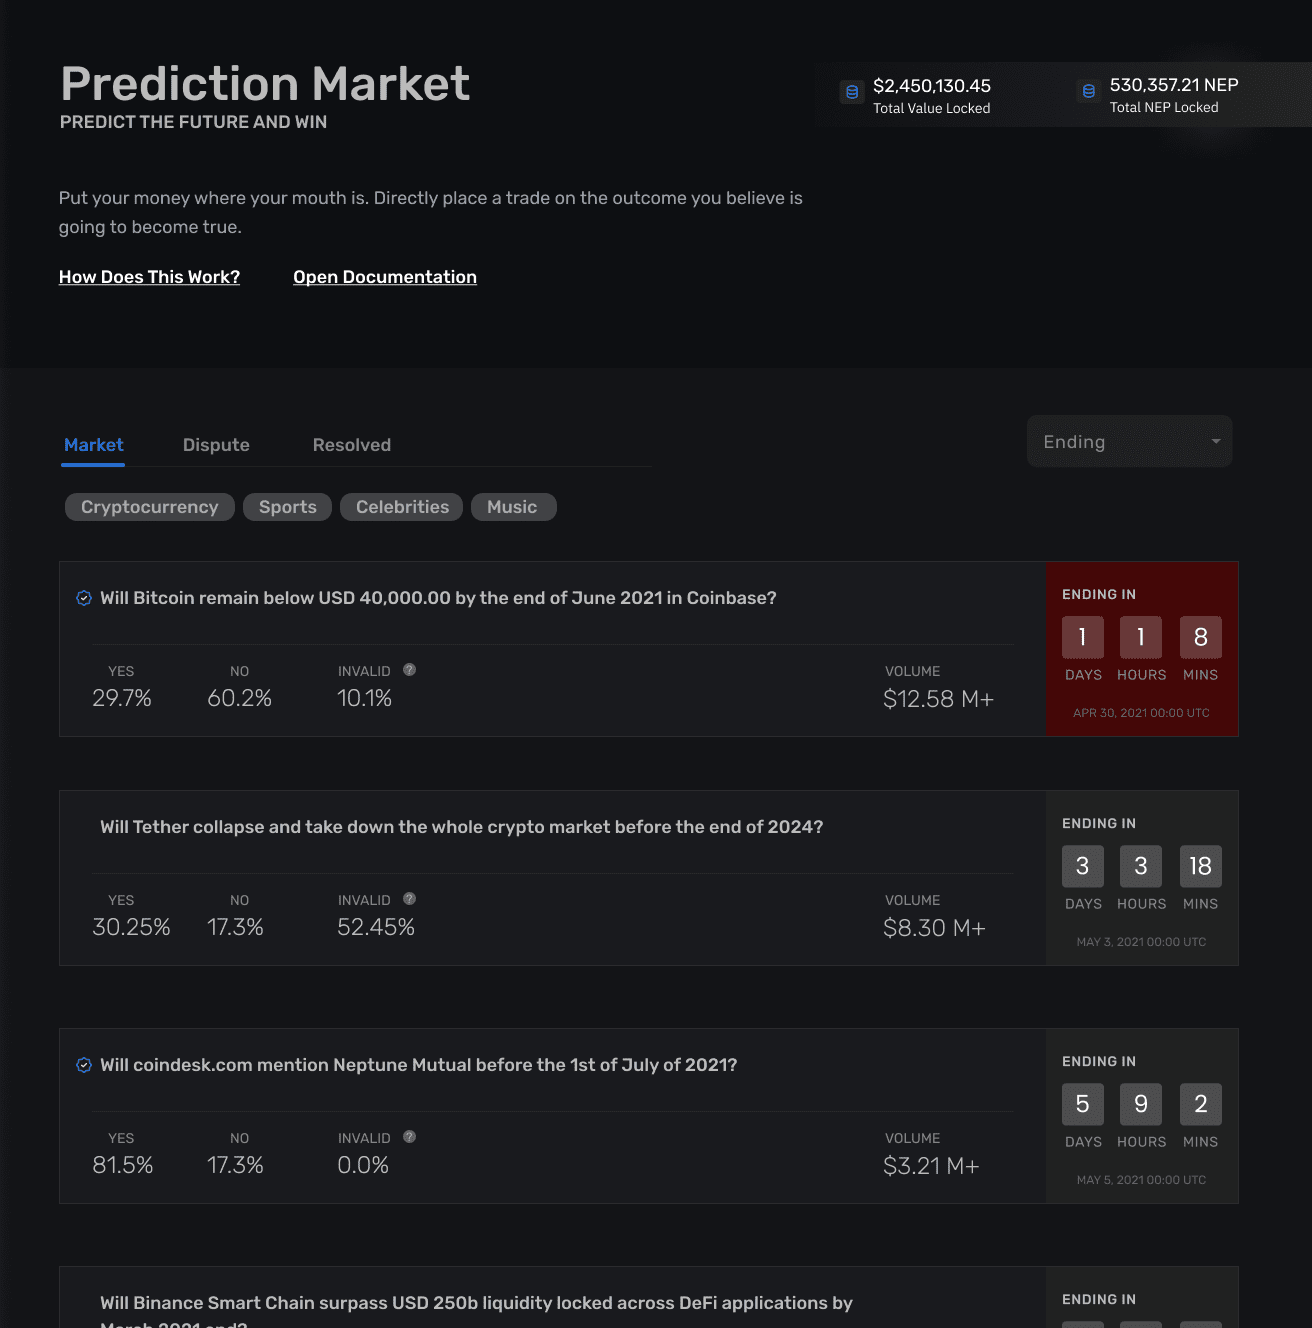 Prediction Market
PREDICT THE FUTURE AND WIN
$2,450,130.45
Total Value Locked
530,357.21 NEP
Total NEP Locked
Put your money where your mouth is. Directly place a trade on the outcome you believe is
going to become true.
How Does This Work?
Open Documentation
Market
Dispute
Resolved
Ending
Cryptocurrency
Sports
Celebrities
Music
Will Bitcoin remain below USD 40,000.00 by the end of June 2021 in Coinbase?
YES
NO
INVALID ?
VOLUME
29.7%
60.2%
10.1%
$12.58 M+
ENDING IN
1
1
8
DAYS
HOURS
MINS
APR 30, 2021 00:00 UTC
Will Tether collapse and take down the whole crypto market before the end of 2024?
YES
NO
INVALID ?
VOLUME
30.25%
17.3%
52.45%
$8.30 M+
ENDING IN
3
3
18
DAYS
HOURS
MINS
MAY 3, 2021 00:00 UTC
Will coindesk.com mention Neptune Mutual before the 1st of July of 2021?
YES
NO
INVALID ?
VOLUME
81.5%
17.3%
0.0%
$3.21 M+
ENDING IN
5
9
2
DAYS
HOURS
MINS
MAY 5, 2021 00:00 UTC
Will Binance Smart Chain surpass USD 250b liquidity locked across DeFi applications by
March 2021 end?
ENDING IN